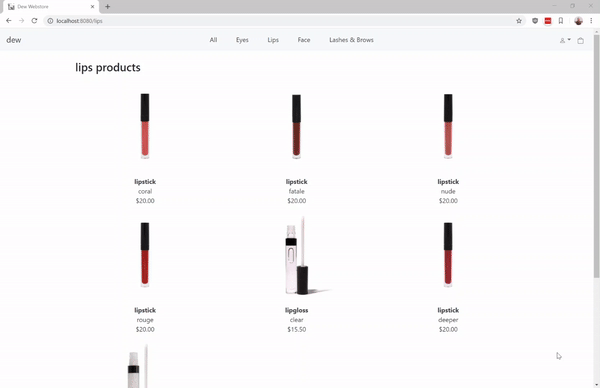 Dew Webstore
localhost:8080/lips
dew
All
Eyes
Lips
Face
Lashes & Brows
lips products
lipstick
coral
$20.00
lipstick
fatale
$20.00
lipstick
nude
$20.00
lipstick
rouge
$20.00
lipgloss
clear
$15.50
lipstick
deeper
$20.00